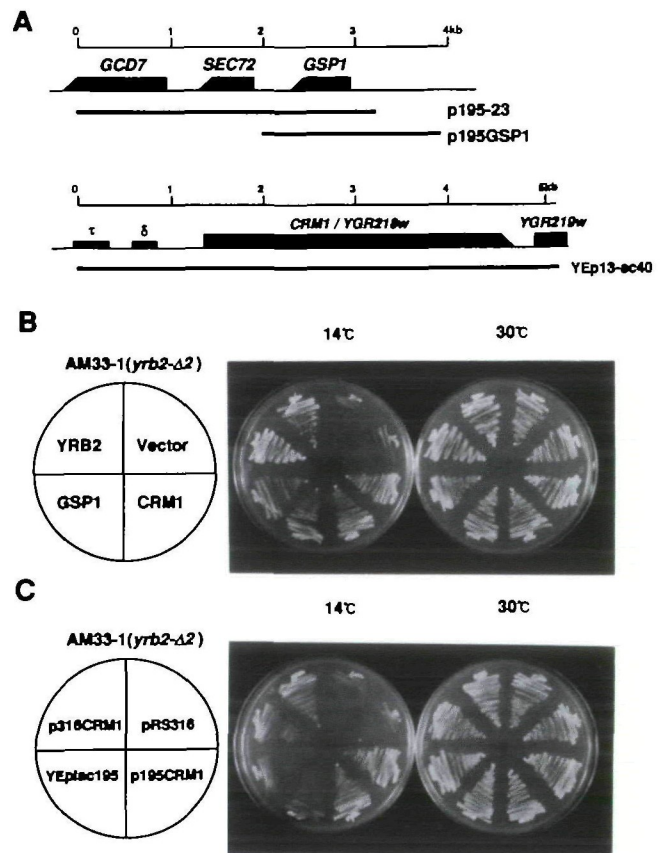 A
0 1 2 3 4kb
GCD7 SEC72 GSP1
p195-23
p195GSP1
0 1 2 3 4 5kb
τ δ CRM1 / YGR218w YGR219w
YEp13-sc40
B
14℃ 30℃
AM33-1(yrb2-Δ2)
YRB2 Vector
GSP1 CRM1
C
14℃ 30℃
AM33-1(yrb2-Δ2)
p316CRM1 pRS316
YEplac195 p195CRM1